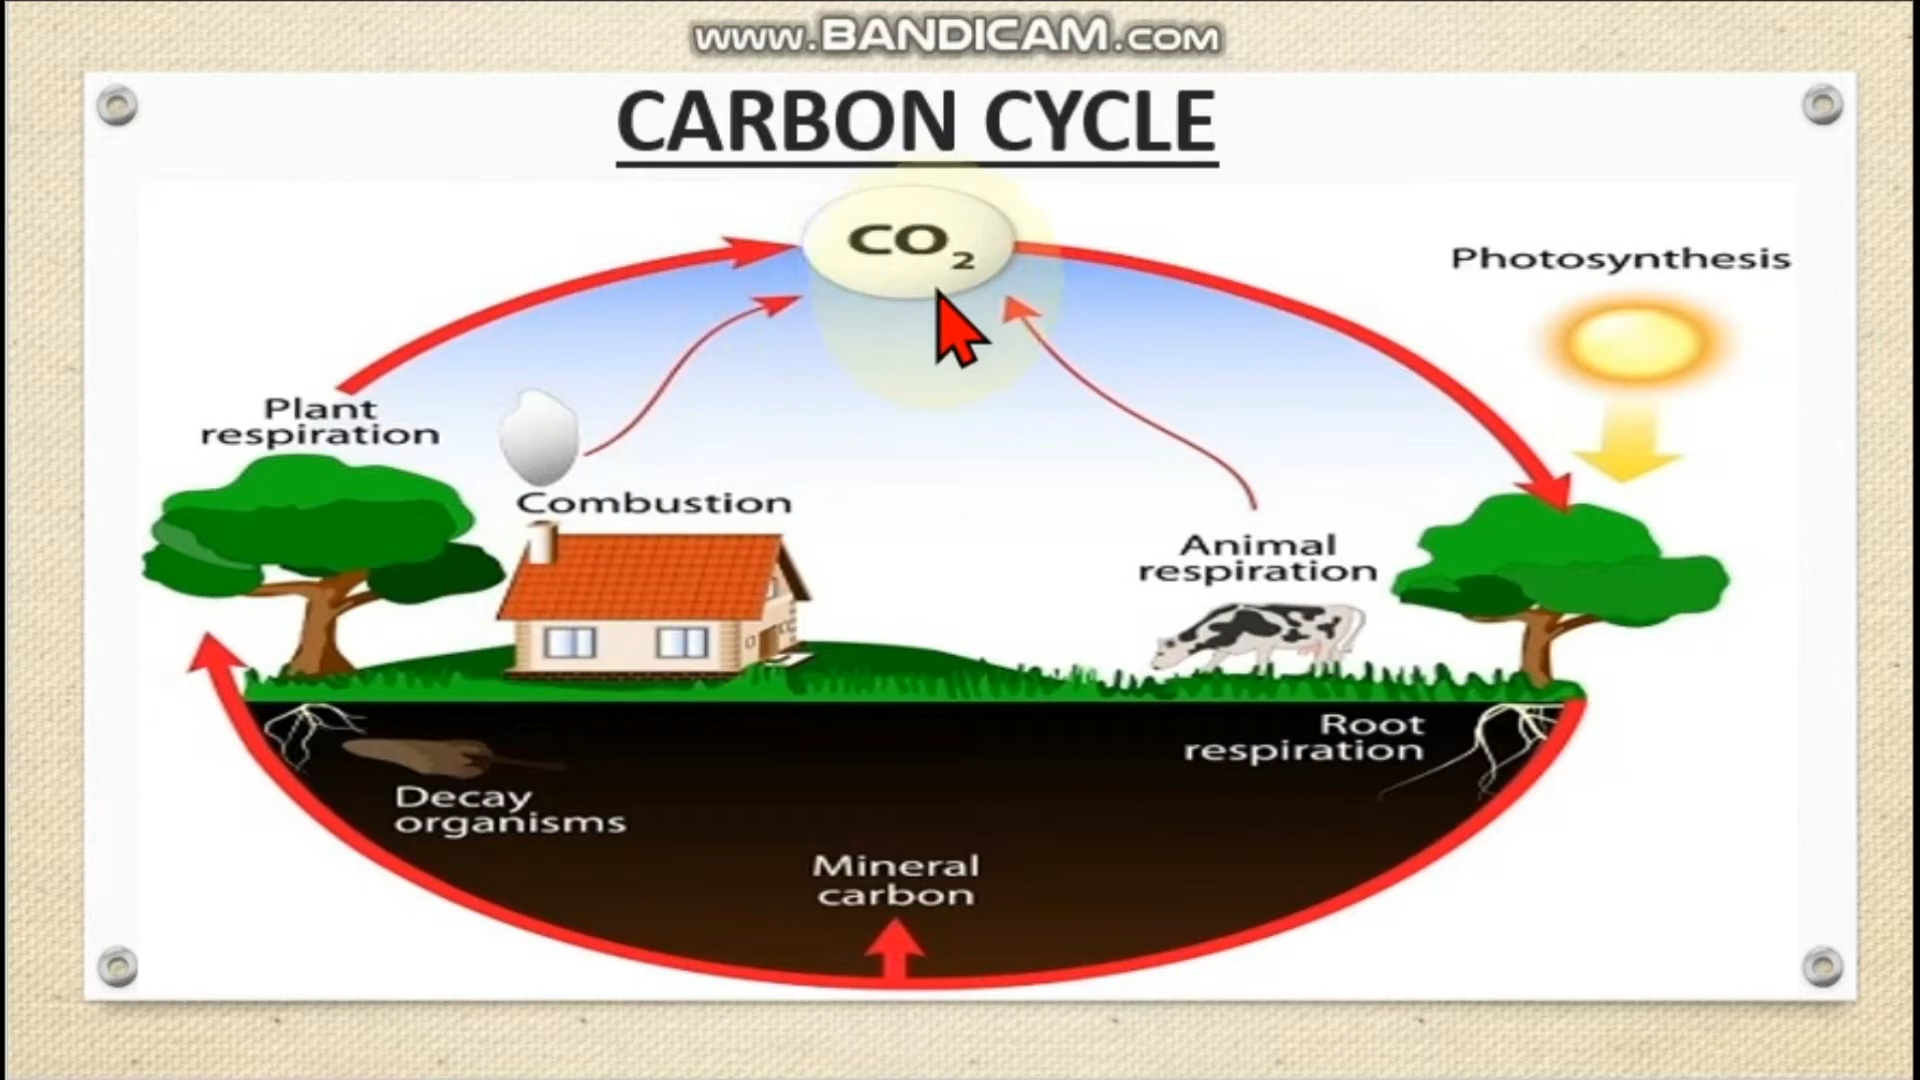 www.BANDICAM.com
CARBON CYCLE
CO2
Photosynthesis
Plant
respiration
Combustion
Animal
respiration
Root
respiration
Decay
organisms
Mineral
carbon